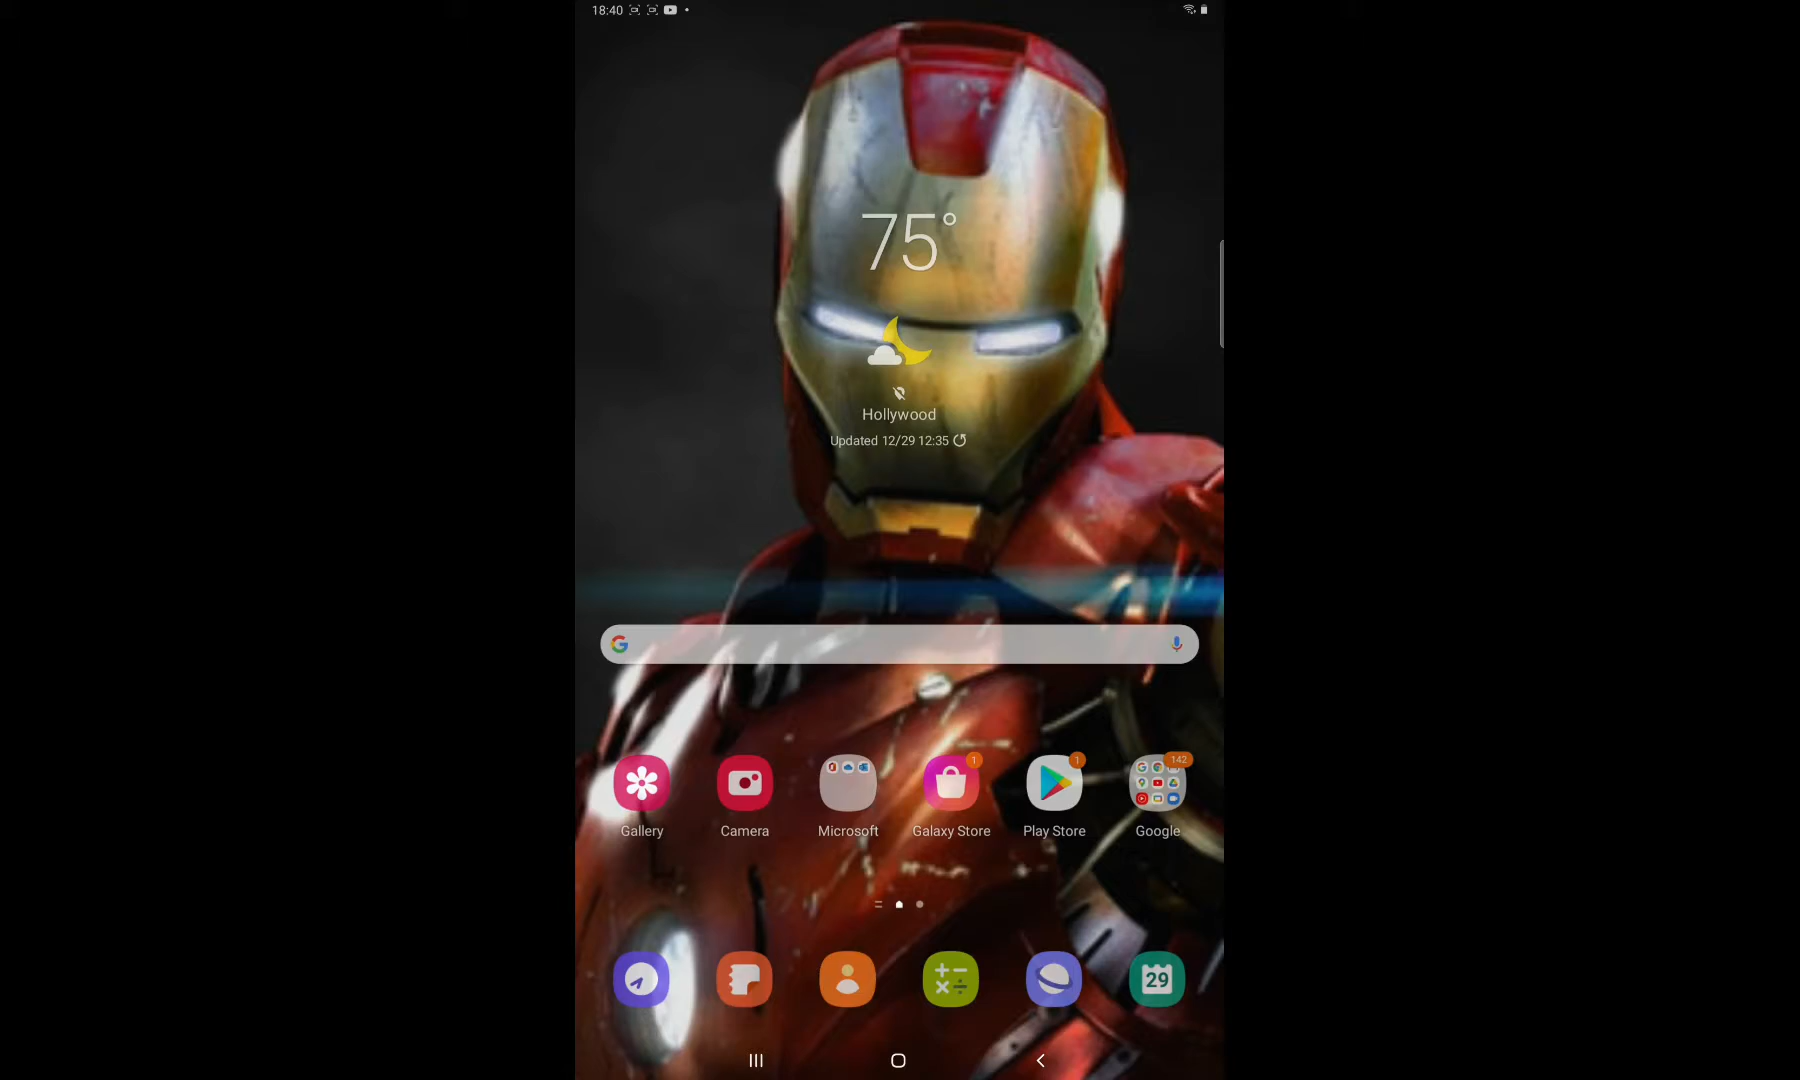 18:40
75°
Hollywood
Updated 12/29 12:35
1
1
142
Gallery
Camera
Microsoft
Galaxy Store
Play Store
Google
29